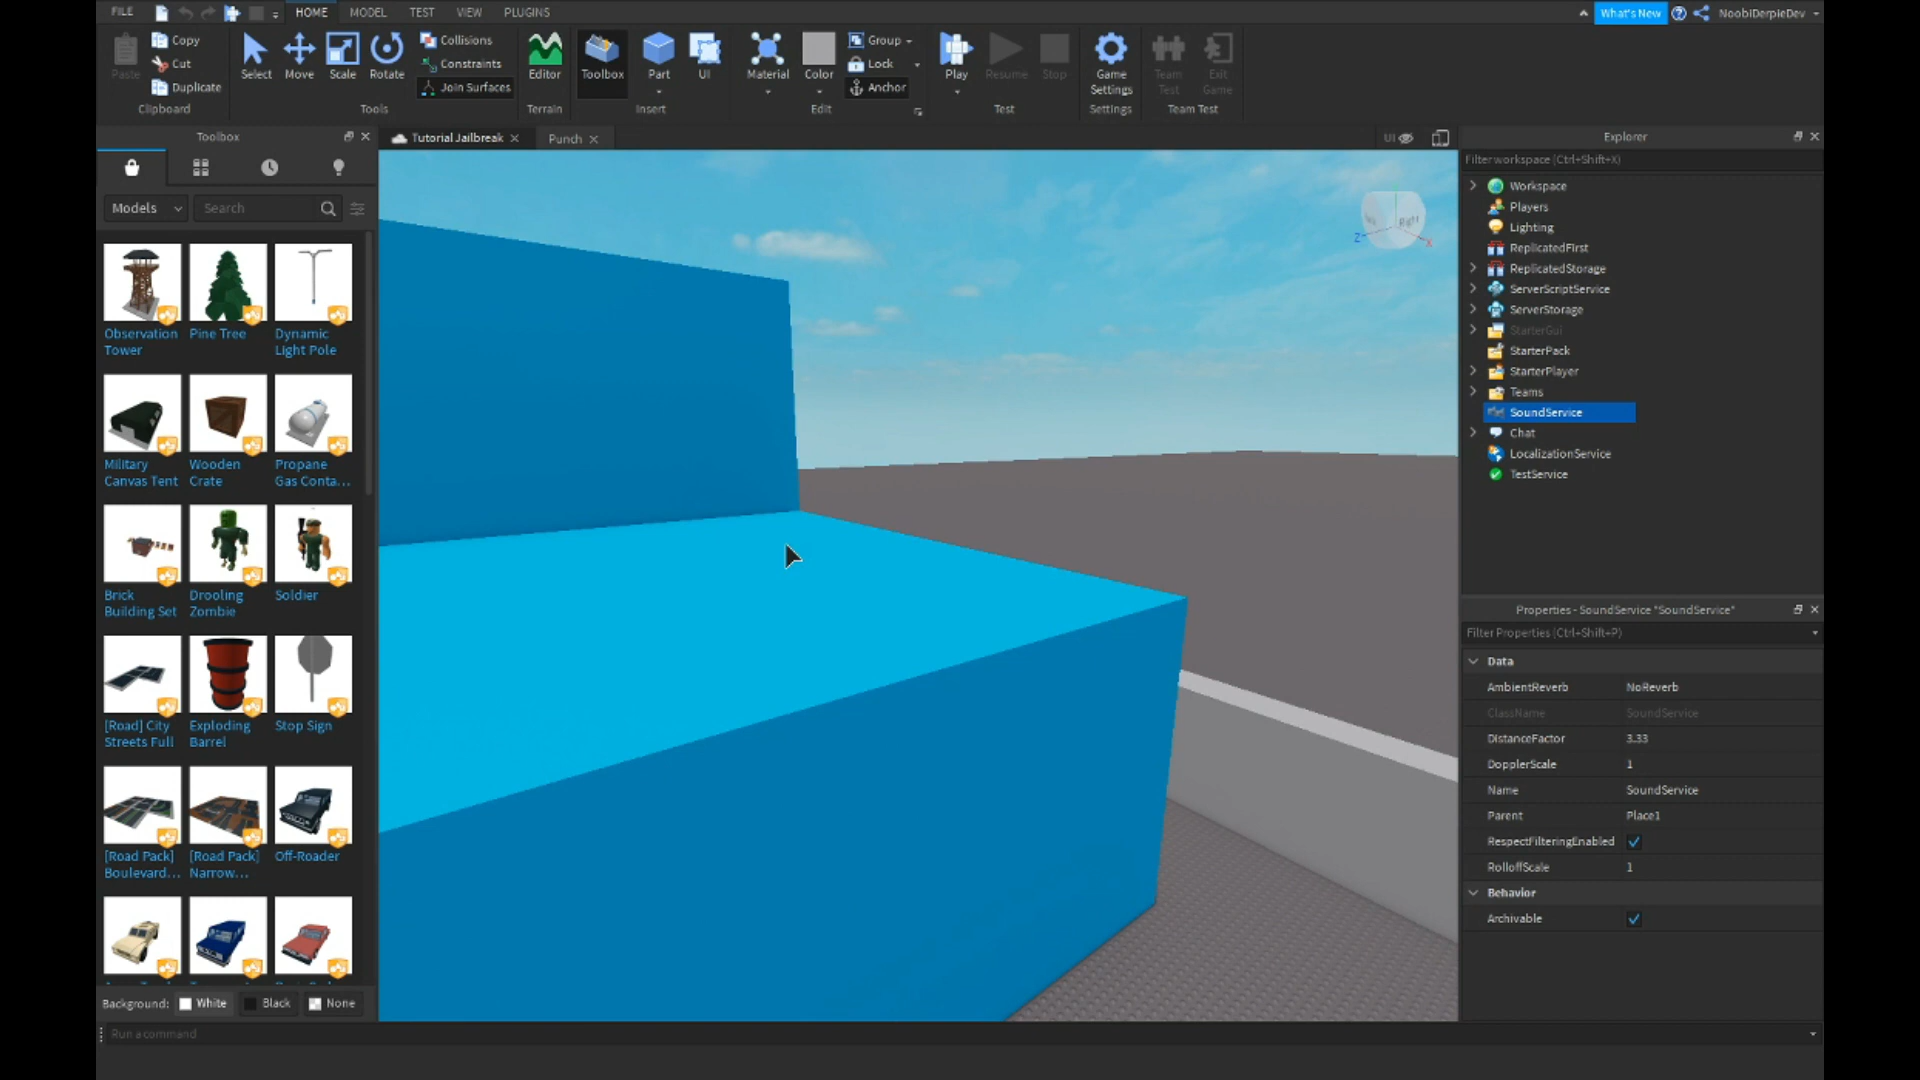 FILE HOME MODEL TEST VIEW PLUGINS What's New NoobiDerpieDev
Paste Copy Cut Duplicate Clipboard
Select Move Scale Rotate Collisions Constraints Join Surfaces Tools
Editor Terrain
Toolbox Part UI Insert
Material Color Group Lock Anchor Edit
Play Resume Stop Test
Game Settings Settings
Team Test Exit Game Team Test
Toolbox
Tutorial Jailbreak Punch UI
Models Search
Observation Tower
Pine Tree
Dynamic Light Pole
Military Canvas Tent
Wooden Crate
Propane Gas Conta...
Brick Building Set
Drooling Zombie
Soldier
[Road] City Streets Full
Exploding Barrel
Stop Sign
[Road Pack] Boulevard...
[Road Pack] Narrow...
Off-Roader
Background: White Black None
Run a command
Right
Z X
Explorer
Filter workspace (Ctrl+Shift+X)
Workspace
Players
Lighting
ReplicatedFirst
ReplicatedStorage
ServerScriptService
ServerStorage
StarterGui
StarterPack
StarterPlayer
Teams
SoundService
Chat
LocalizationService
TestService
Properties - SoundService "SoundService"
Filter Properties (Ctrl+Shift+P)
Data
AmbientReverb NoReverb
ClassName SoundService
DistanceFactor 3.33
DopplerScale 1
Name SoundService
Parent Place1
RespectFilteringEnabled
RolloffScale 1
Behavior
Archivable